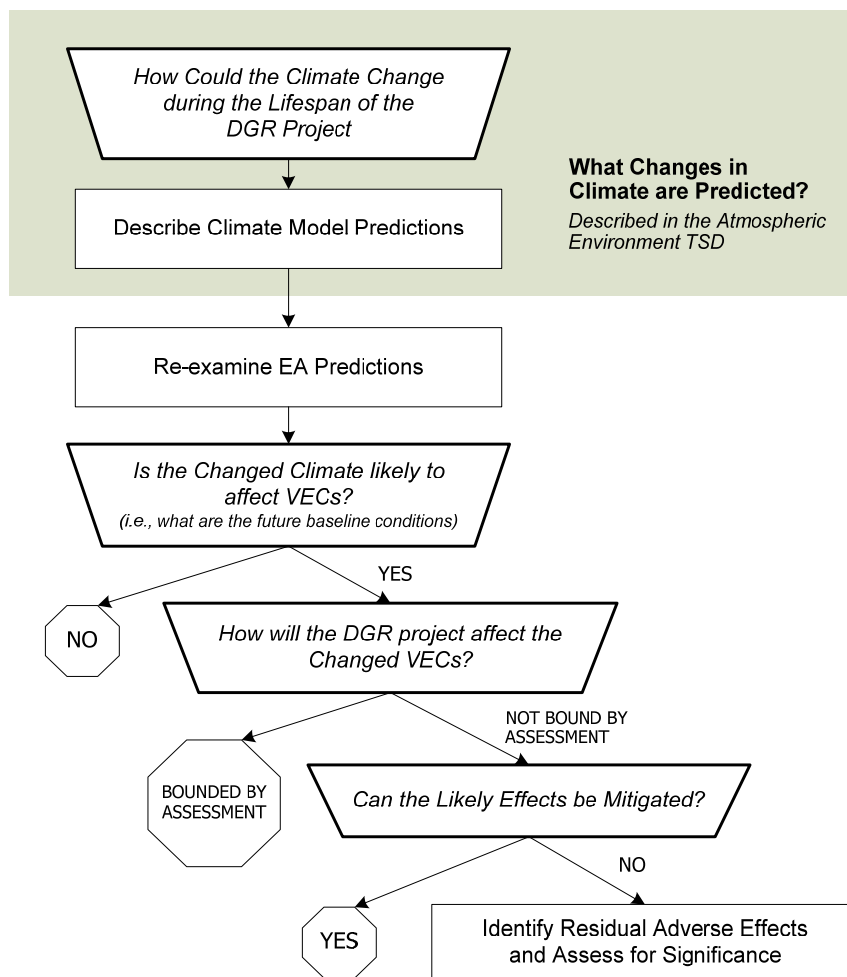 How Could the Climate Change
during the Lifespan of the
DGR Project
What Changes in
Climate are Predicted?
Described in the Atmospheric
Environment TSD
Describe Climate Model Predictions
Re-examine EA Predictions
Is the Changed Climate likely to
affect VECs?
(i.e., what are the future baseline conditions)
YES
NO
How will the DGR project affect the
Changed VECs?
NOT BOUND BY
ASSESSMENT
BOUNDED BY
ASSESSMENT
Can the Likely Effects be Mitigated?
NO
YES
Identify Residual Adverse Effects
and Assess for Significance